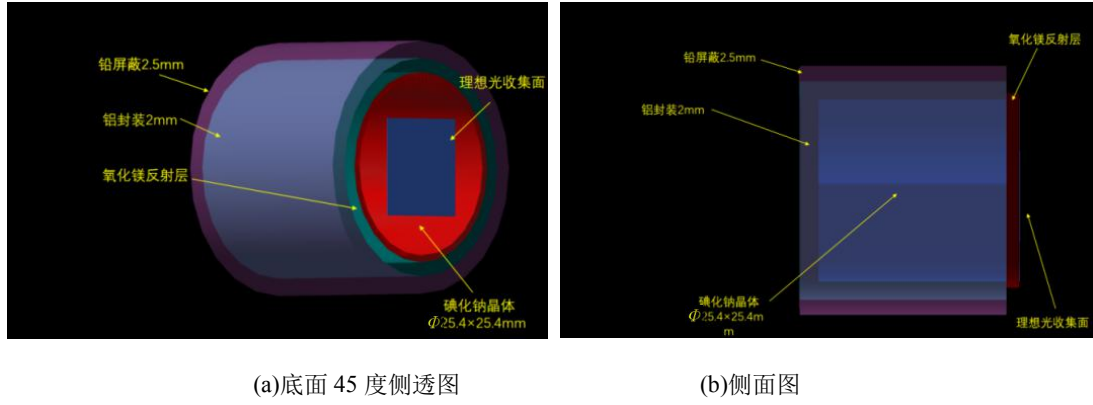 铅屏蔽2.5mm
铝封装2mm
氧化镁反射层
理想光收集面
碘化钠晶体
Φ25.4×25.4mm
铅屏蔽2.5mm
铝封装2mm
氧化镁反射层
碘化钠晶体
Φ25.4×25.4m
m
理想光收集面
(a)底面 45 度侧透图
(b)侧面图